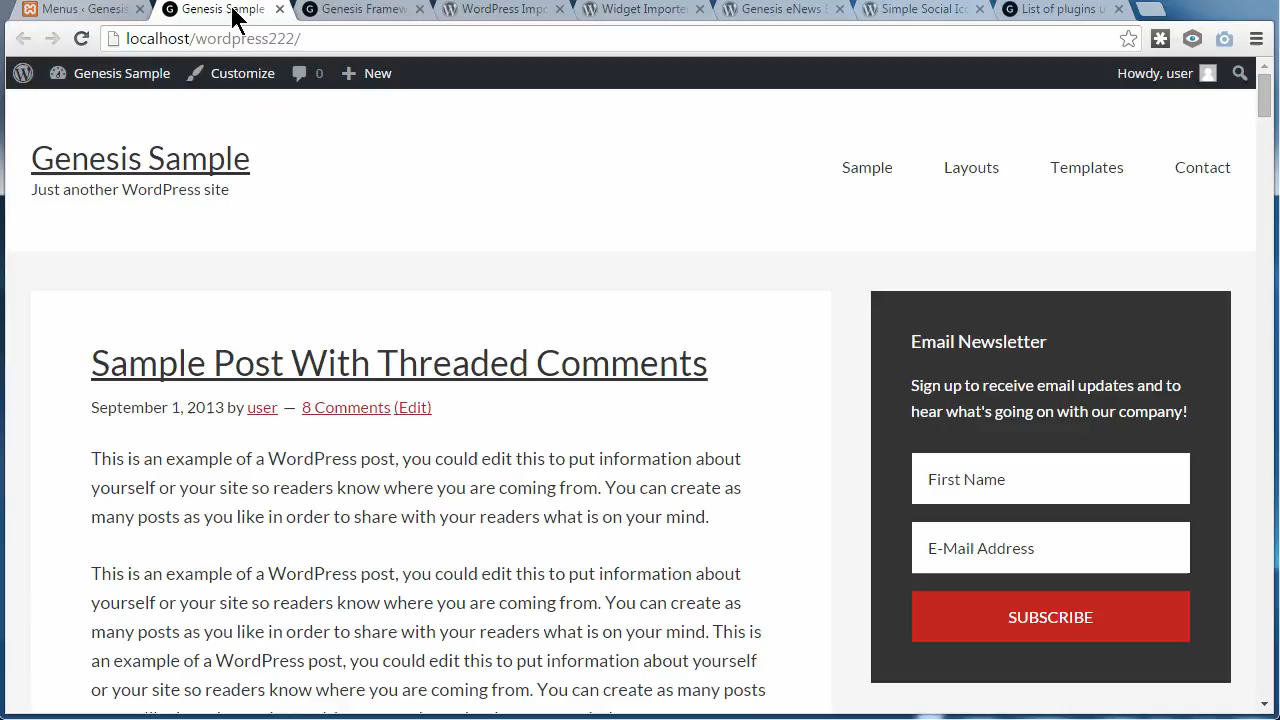 Menus ‹ Genesis Genesis Sample Genesis Framew WordPress Impo Widget Importe Genesis eNews Simple Social Ic List of plugins u
localhost/wordpress222/
Genesis Sample Customize 0 New Howdy, user
Genesis Sample
Just another WordPress site
Sample Layouts Templates Contact
Sample Post With Threaded Comments
September 1, 2013 by user — 8 Comments (Edit)
This is an example of a WordPress post, you could edit this to put information about
yourself or your site so readers know where you are coming from. You can create as
many posts as you like in order to share with your readers what is on your mind.
This is an example of a WordPress post, you could edit this to put information about
yourself or your site so readers know where you are coming from. You can create as
many posts as you like in order to share with your readers what is on your mind. This is
an example of a WordPress post, you could edit this to put information about yourself
or your site so readers know where you are coming from. You can create as many posts
Email Newsletter
Sign up to receive email updates and to
hear what's going on with our company!
First Name
E-Mail Address
SUBSCRIBE